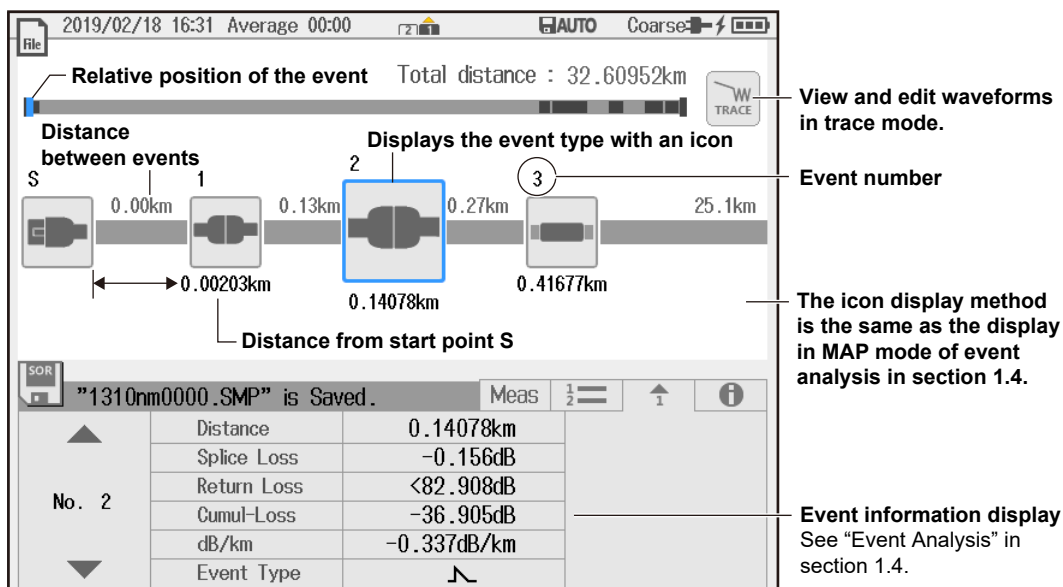 File
2019/02/18 16:31 Average 00:00 2 1 AUTO Coarse
Relative position of the event
Total distance : 32.60952km
TRACE
View and edit waveforms
in trace mode.
Distance
between events
Displays the event type with an icon
S 1 2 3
Event number
0.00km 0.13km 0.27km 25.1km
0.00203km
0.14078km
0.41677km
Distance from start point S
The icon display method
is the same as the display
in MAP mode of event
analysis in section 1.4.
SOR
"1310nm0000.SMP" is Saved.
Meas 1 2 1
No. 2
Distance 0.14078km
Splice Loss -0.156dB
Return Loss <82.908dB
Cumul-Loss -36.905dB
dB/km -0.337dB/km
Event Type
Event information display
See “Event Analysis” in
section 1.4.